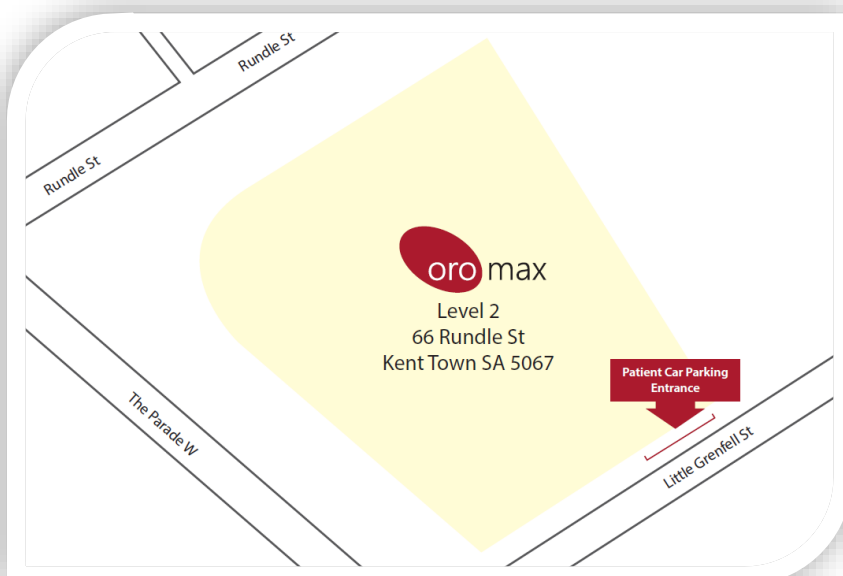 Rundle St
Rundle St
oro max
Level 2
66 Rundle St
Kent Town SA 5067
Patient Car Parking
Entrance
The Parade W
Little Grenfell St